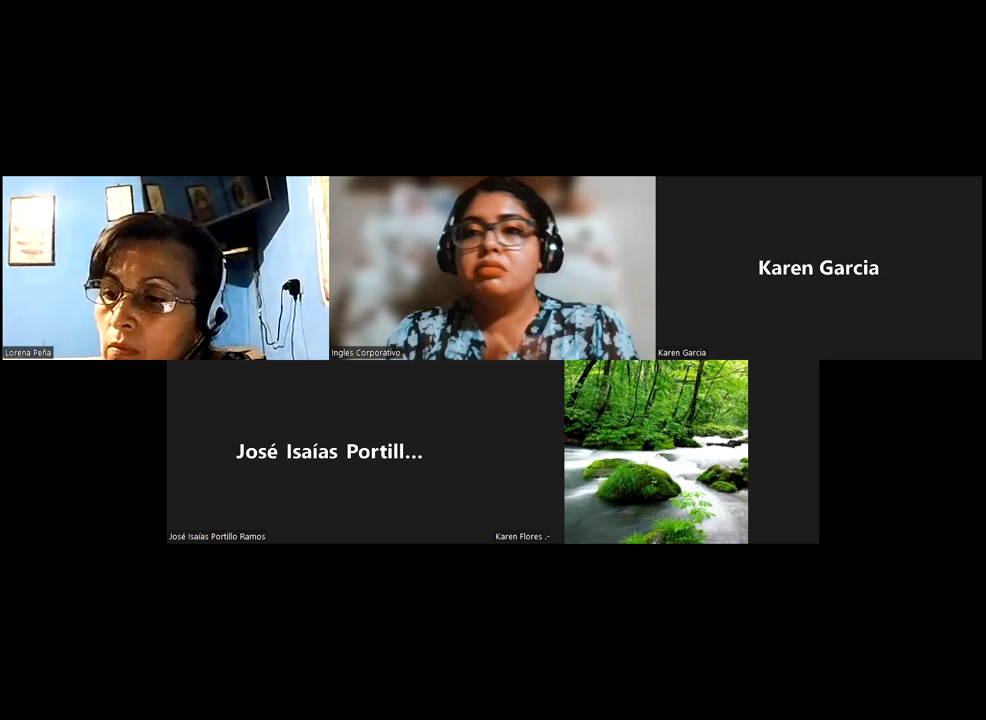 Lorena Peña
Ingles Corporativo
Karen Garcia
Karen Garcia
José Isaías Portill...
José Isaías Portillo Ramos
Karen Flores .-